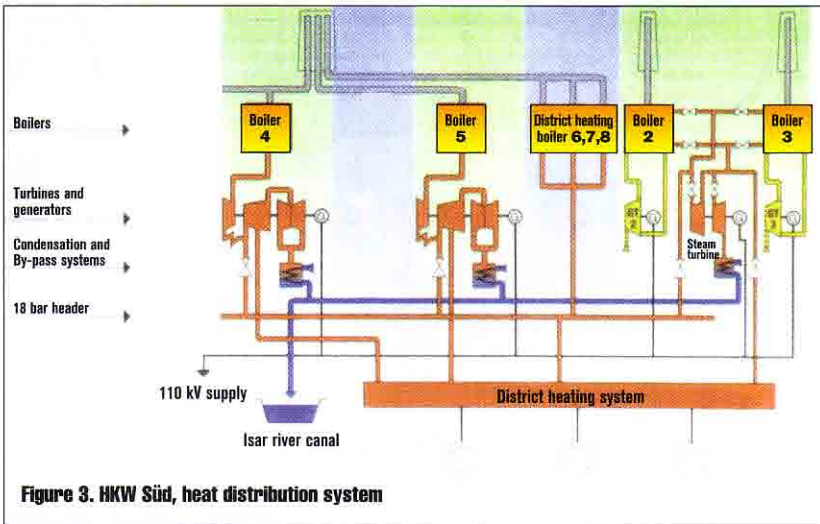 Boilers
Turbines and
generators
Condensation and
By-pass systems
18 bar header
Boiler
4
Boiler
5
District heating
boiler 6,7,8
Boiler
2
Boiler
3
G
G
G
G
G
Steam
turbine
110 kV supply
Isar river canal
District heating system
Figure 3. HKW Süd, heat distribution system